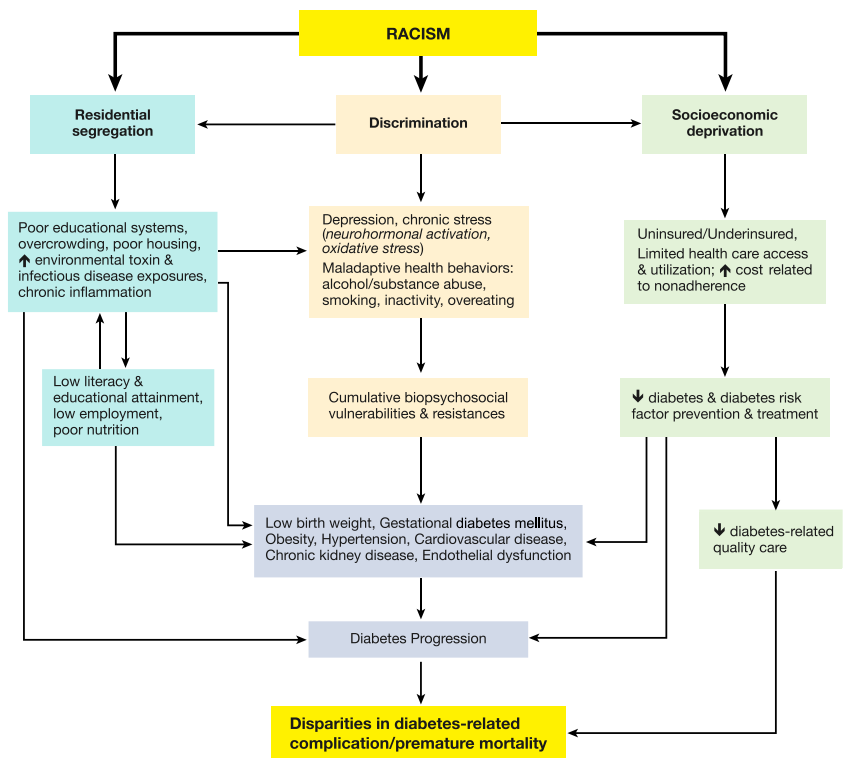 RACISM
Residential
segregation
Discrimination
Socioeconomic
deprivation
Poor educational systems,
overcrowding, poor housing,
↑ environmental toxin &
infectious disease exposures,
chronic inflammation
Depression, chronic stress
(neurohormonal activation,
oxidative stress)
Maladaptive health behaviors:
alcohol/substance abuse,
smoking, inactivity, overeating
Uninsured/Underinsured,
Limited health care access
& utilization; ↑ cost related
to nonadherence
Low literacy &
educational attainment,
low employment,
poor nutrition
Cumulative biopsychosocial
vulnerabilities & resistances
↓ diabetes & diabetes risk
factor prevention & treatment
Low birth weight, Gestational diabetes mellitus,
Obesity, Hypertension, Cardiovascular disease,
Chronic kidney disease, Endothelial dysfunction
↓ diabetes-related
quality care
Diabetes Progression
Disparities in diabetes-related
complication/premature mortality